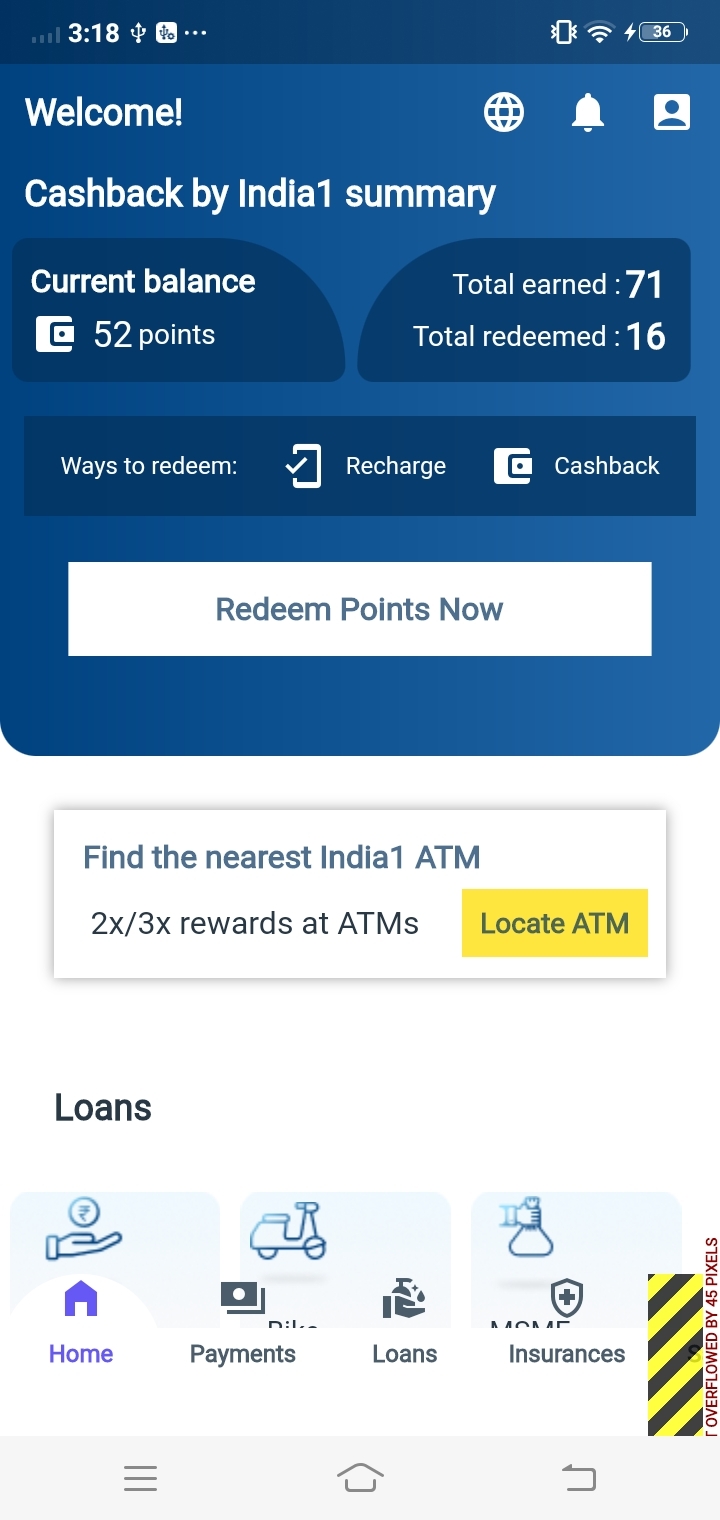 3:18 ... 36
Welcome!
Cashback by India1 summary
Current balance
52 points
Total earned : 71
Total redeemed : 16
Ways to redeem: Recharge Cashback
Redeem Points Now
Find the nearest India1 ATM
2x/3x rewards at ATMs Locate ATM
Loans
Bike MSME
Home Payments Loans Insurances S
T OVERFLOWED BY 45 PIXELS